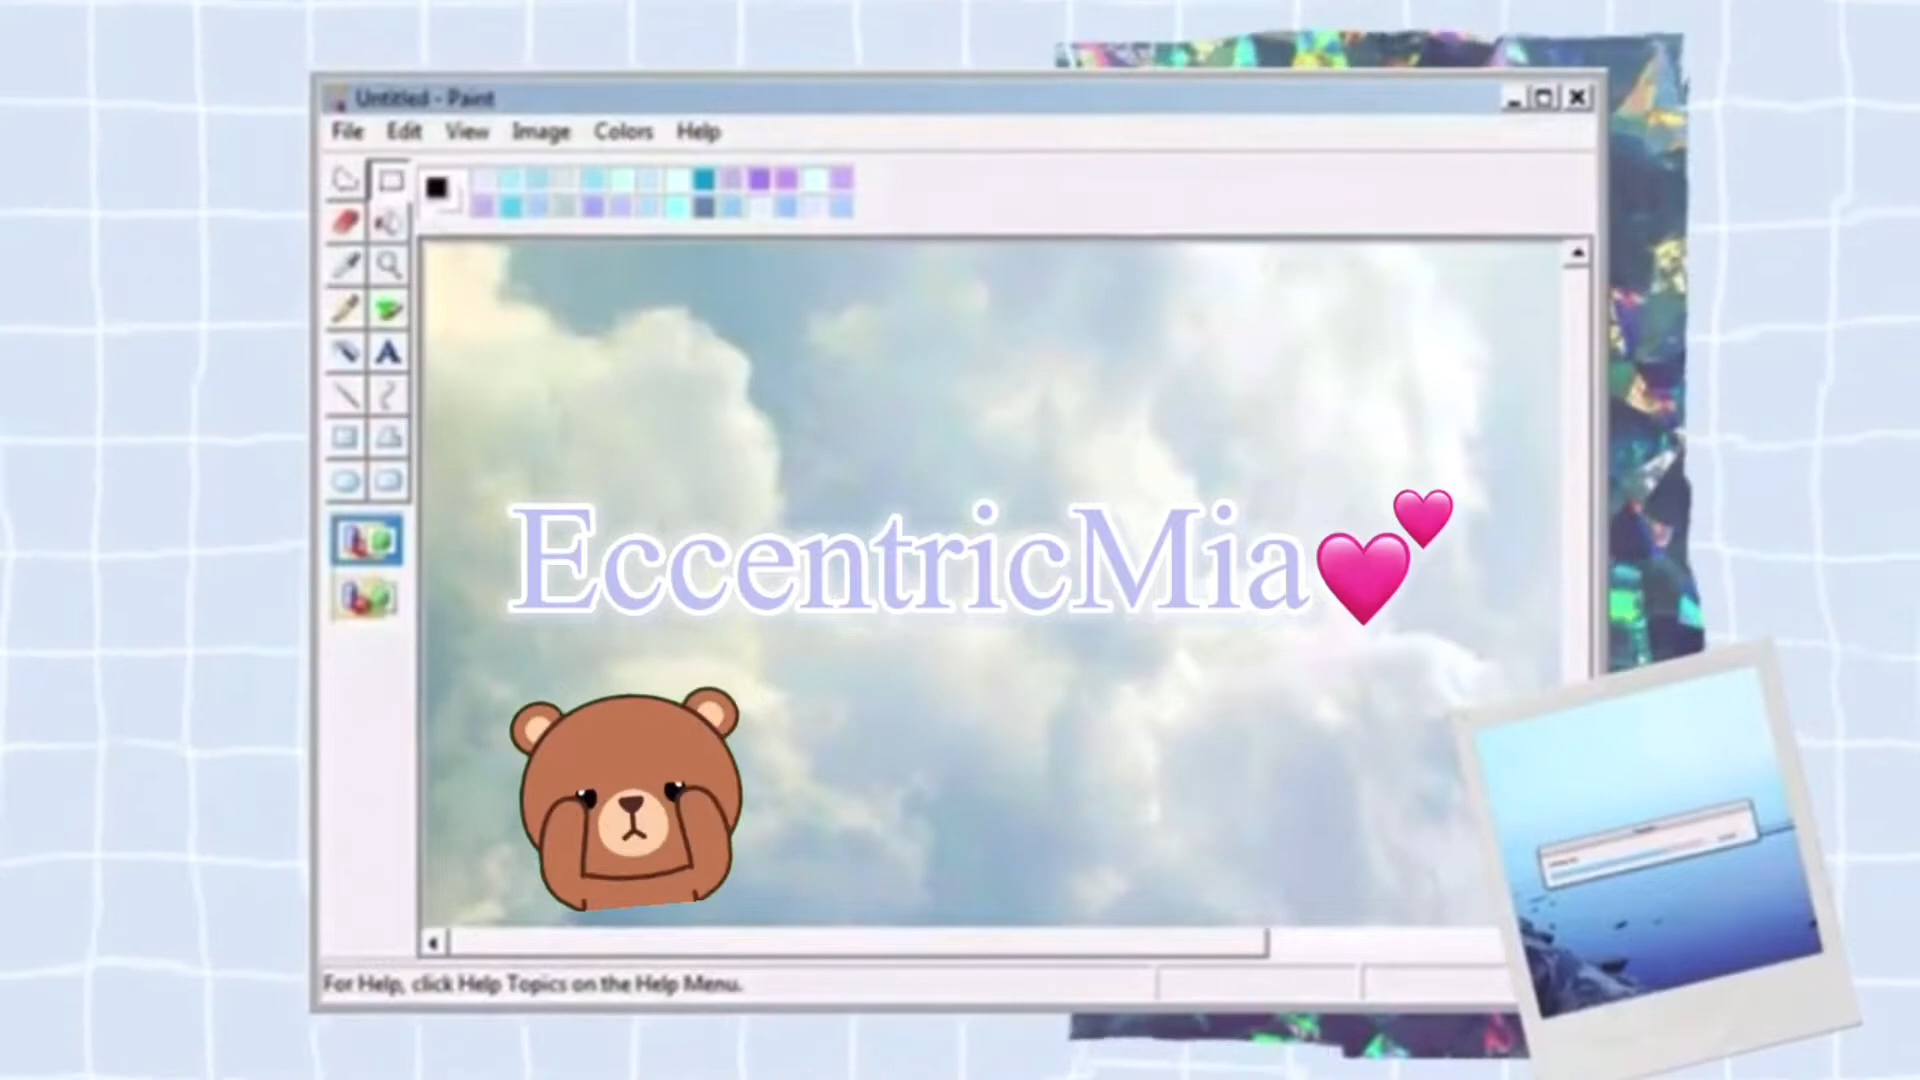 Untitled - Paint
File Edit View Image Colors Help
EccentricMia💕
For Help, click Help Topics on the Help Menu.